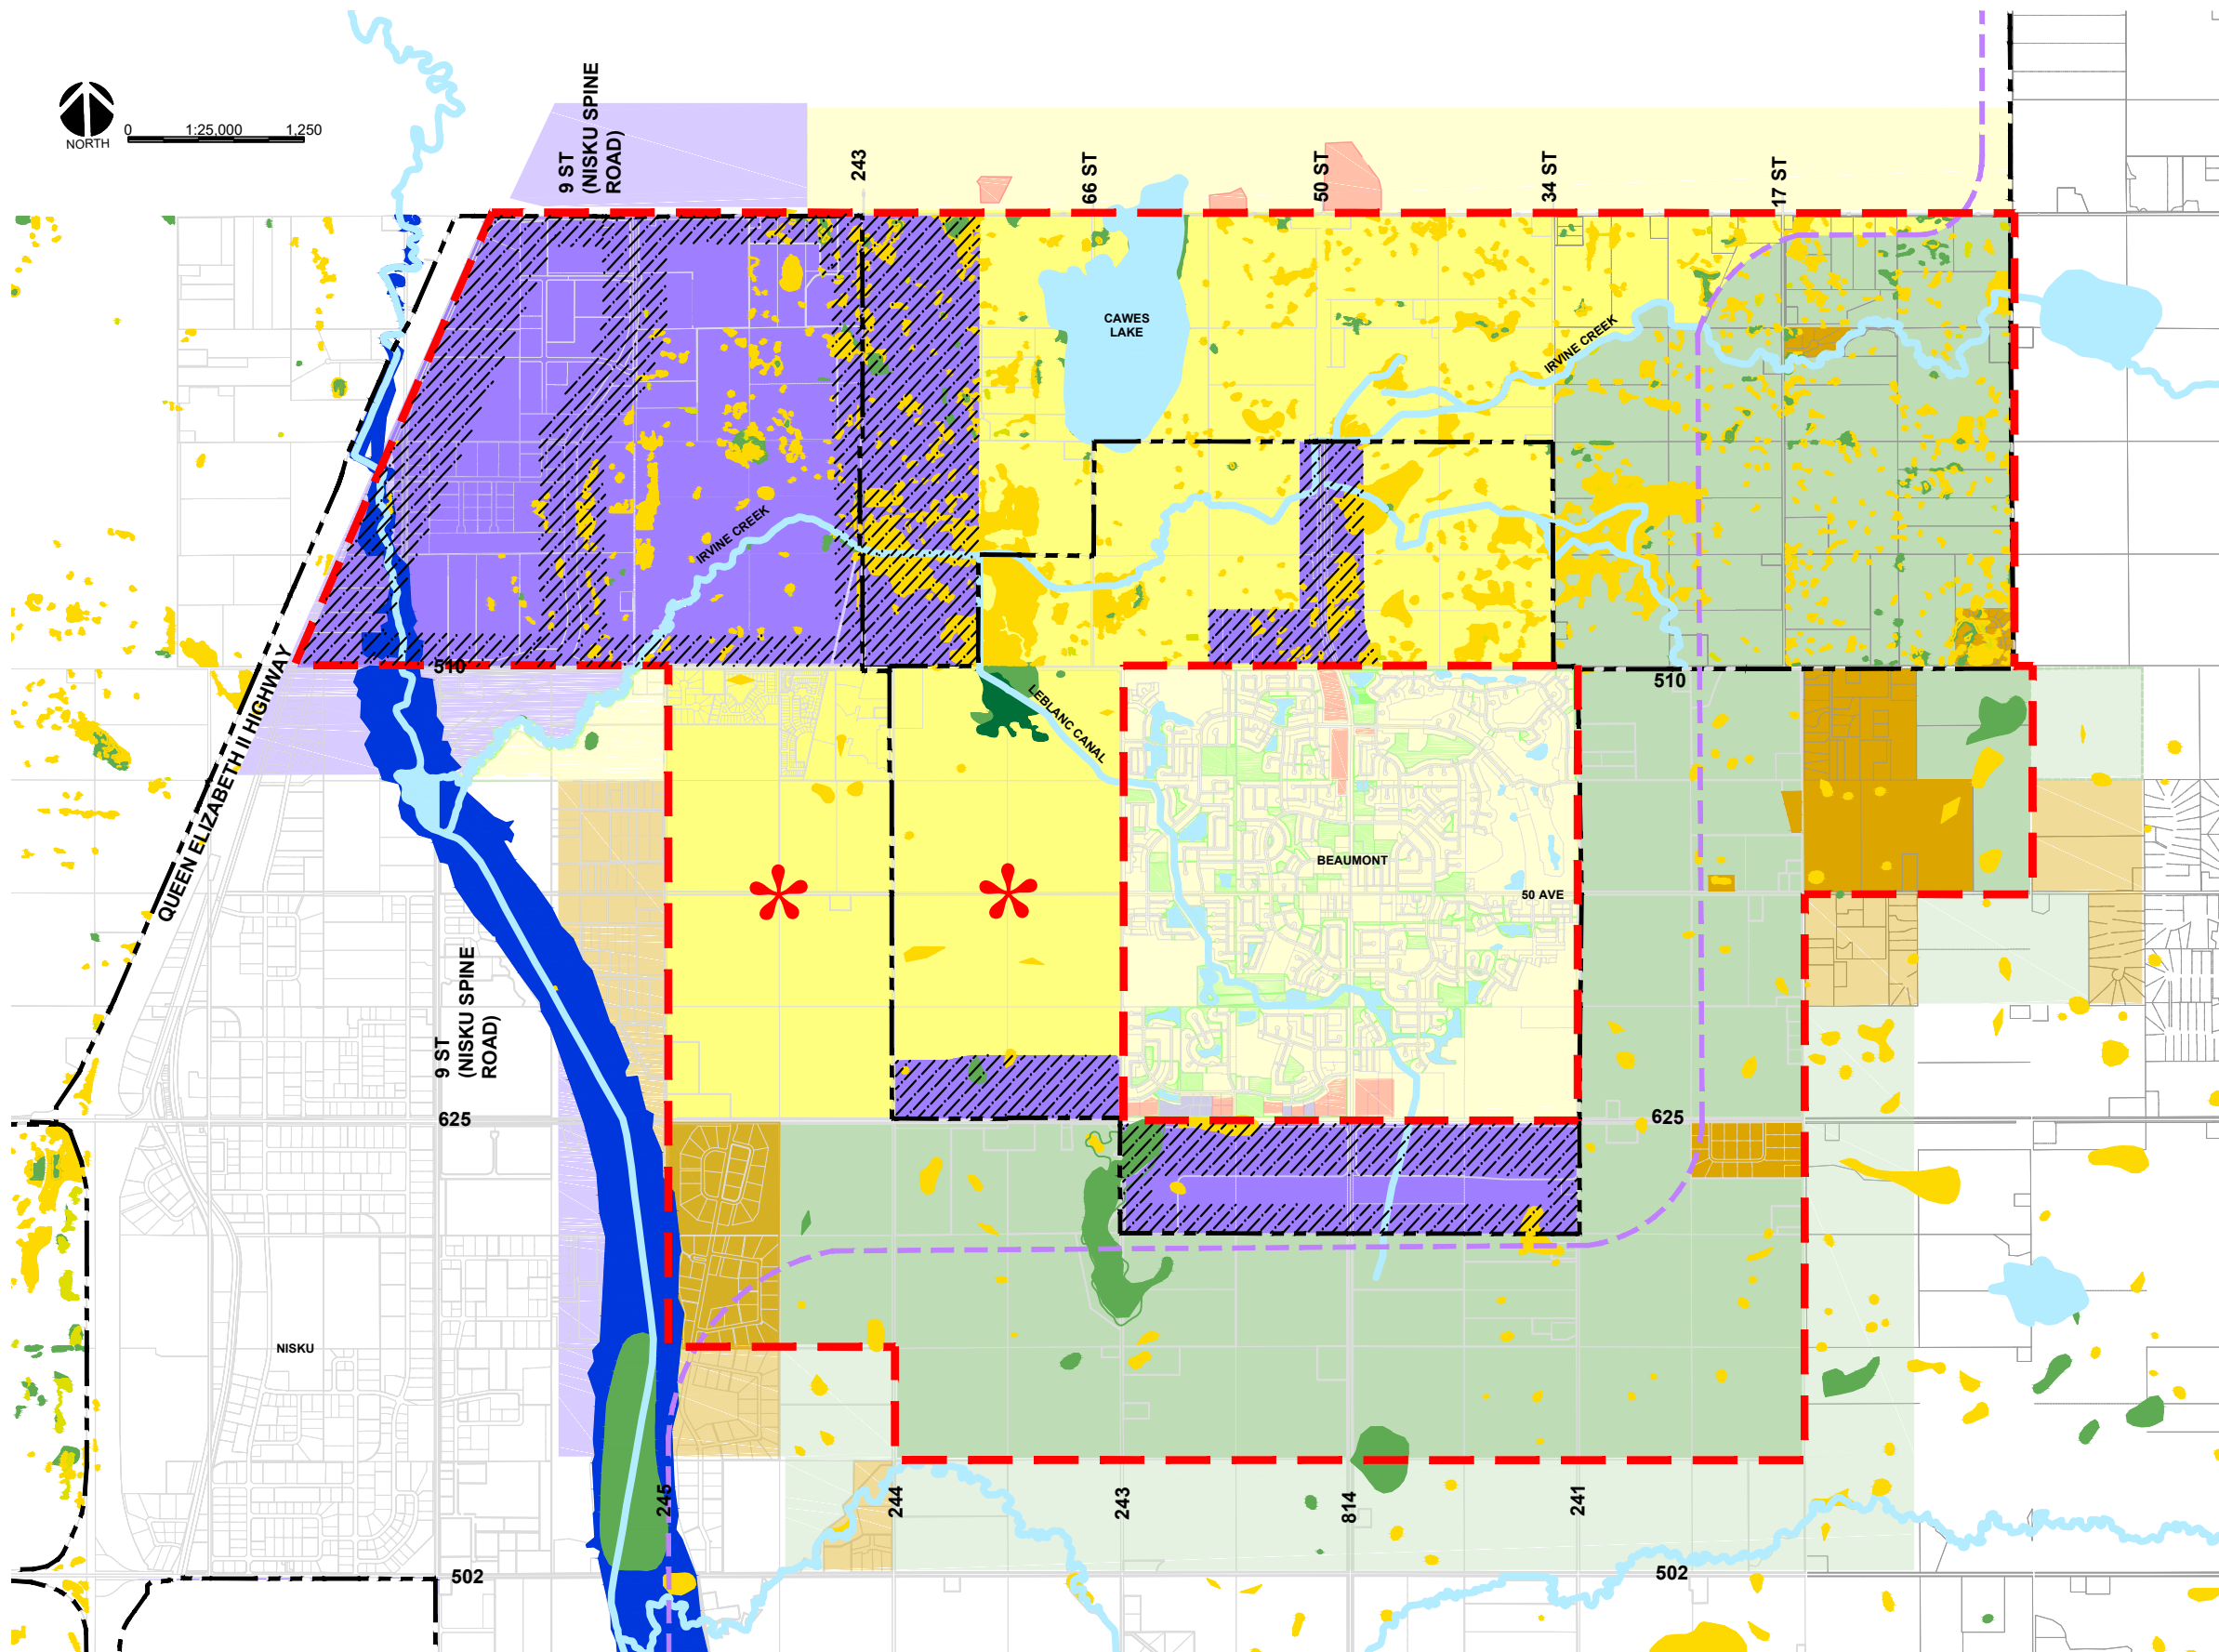 NORTH
0 1:25,000 1,250
9 ST
(NISKU SPINE
ROAD)
243
66 ST
50 ST
34 ST
17 ST
CAWES
LAKE
IRVINE CREEK
IRVINE CREEK
510
510
LEBLANC CANAL
QUEEN ELIZABETH II HIGHWAY
BEAUMONT
50 AVE
9 ST
(NISKU SPINE
ROAD)
625
625
NISKU
245
244
243
814
241
502
502